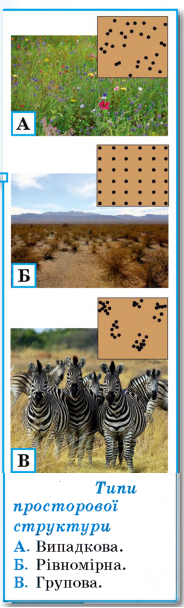 А
Б
В
Типи
просторової
структури
А. Випадкова.
Б. Рівномірна.
В. Групова.